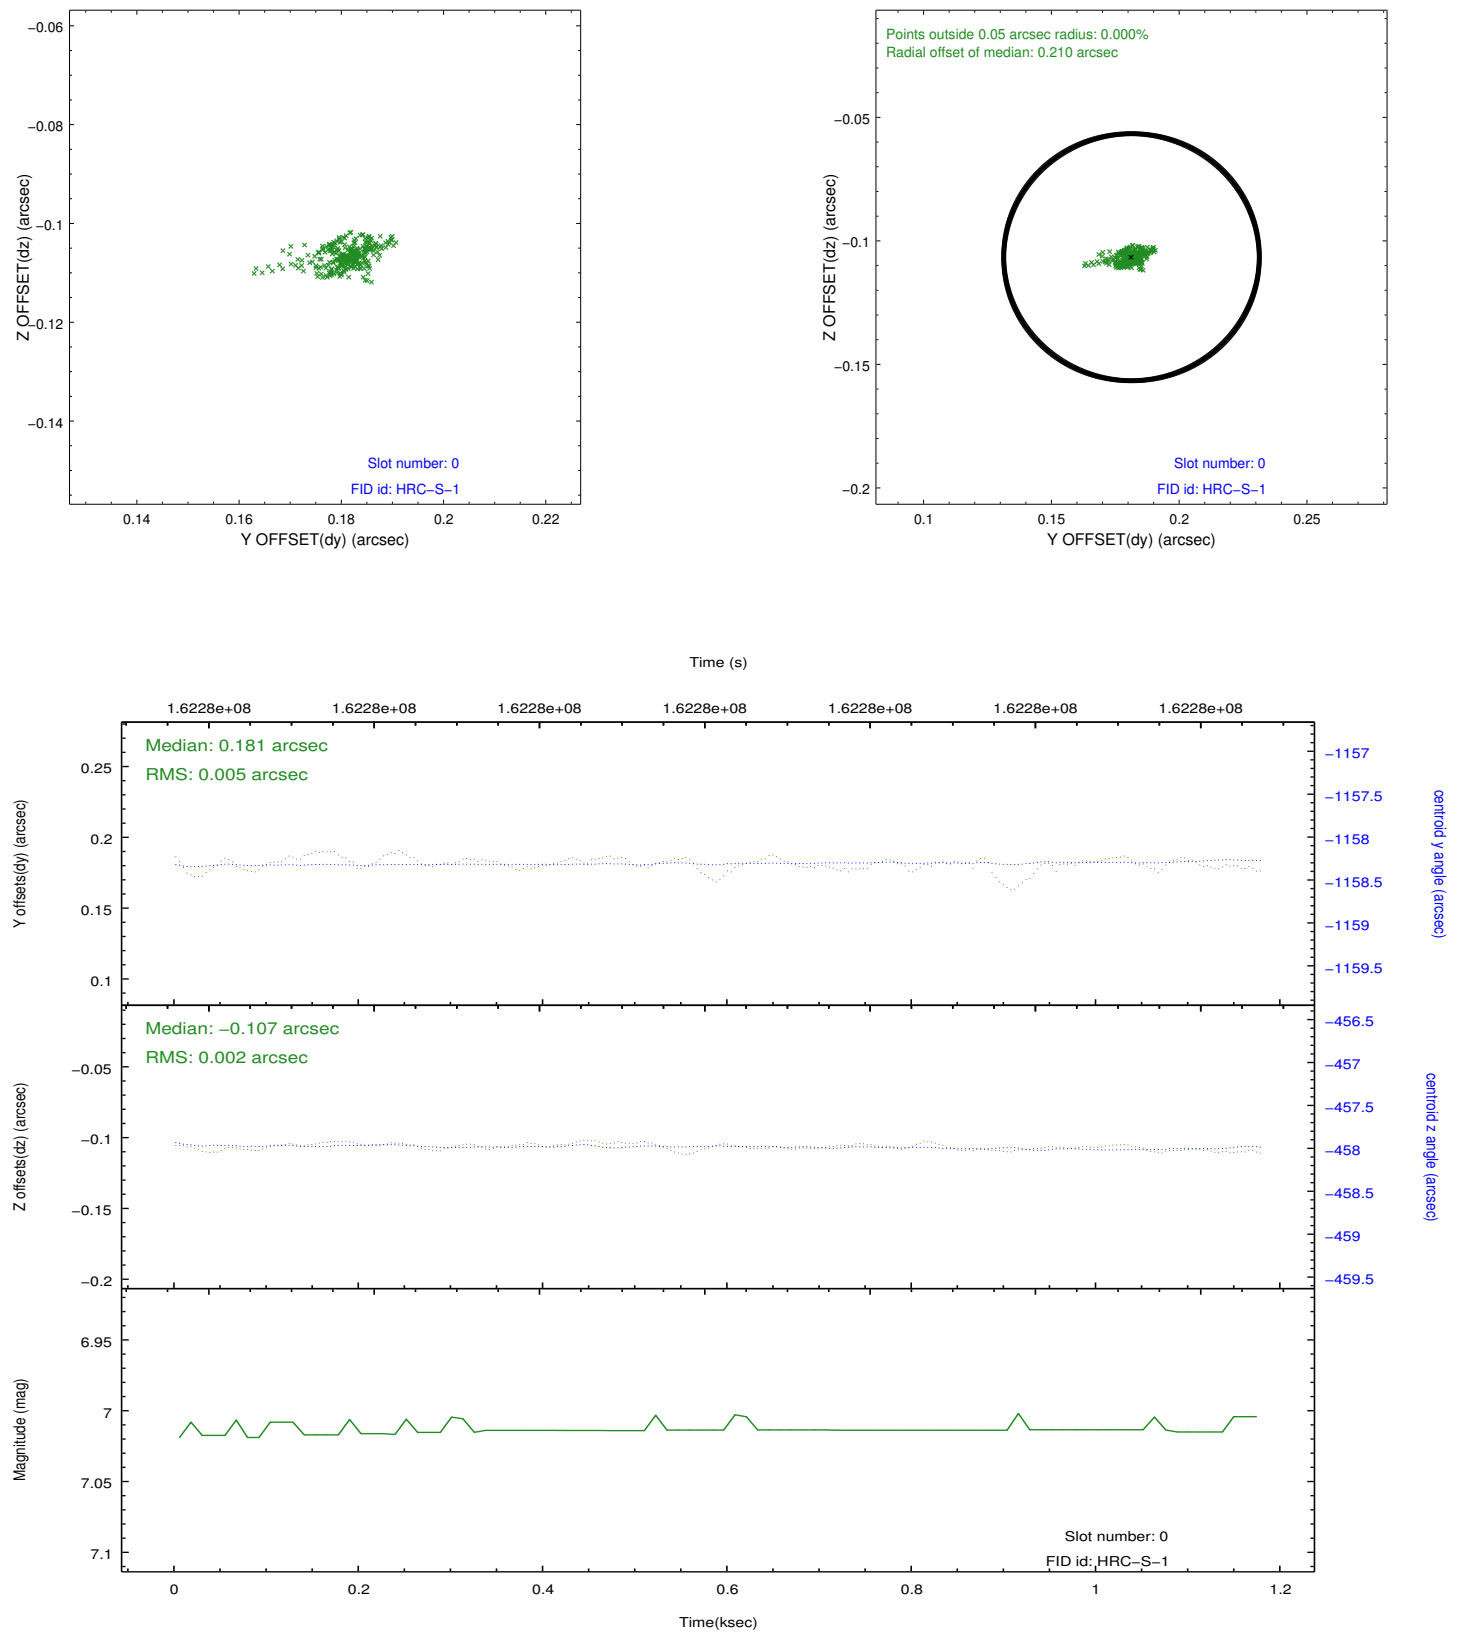 −0.06
−0.08
−0.1
−0.12
−0.14
Z OFFSET(dz) (arcsec)
Slot number: 0
FID id: HRC−S−1
0.14 0.16 0.18 0.2 0.22
Y OFFSET(dy) (arcsec)
Points outside 0.05 arcsec radius: 0.000%
Radial offset of median: 0.210 arcsec
−0.05
−0.1
−0.15
−0.2
Z OFFSET(dz) (arcsec)
Slot number: 0
FID id: HRC−S−1
0.1 0.15 0.2 0.25
Y OFFSET(dy) (arcsec)
Time (s)
1.6228e+08 1.6228e+08 1.6228e+08 1.6228e+08 1.6228e+08 1.6228e+08 1.6228e+08
Median: 0.181 arcsec
RMS: 0.005 arcsec
0.25
0.2
0.15
0.1
Y offsets(dy) (arcsec)
−1157
−1157.5
−1158
−1158.5
−1159
−1159.5
centroid y angle (arcsec)
Median: −0.107 arcsec
RMS: 0.002 arcsec
−0.05
−0.1
−0.15
−0.2
Z offsets(dz) (arcsec)
−456.5
−457
−457.5
−458
−458.5
−459
−459.5
centroid z angle (arcsec)
6.95
7
7.05
7.1
Magnitude (mag)
Slot number: 0
FID id: HRC−S−1
0 0.2 0.4 0.6 0.8 1 1.2
Time(ksec)